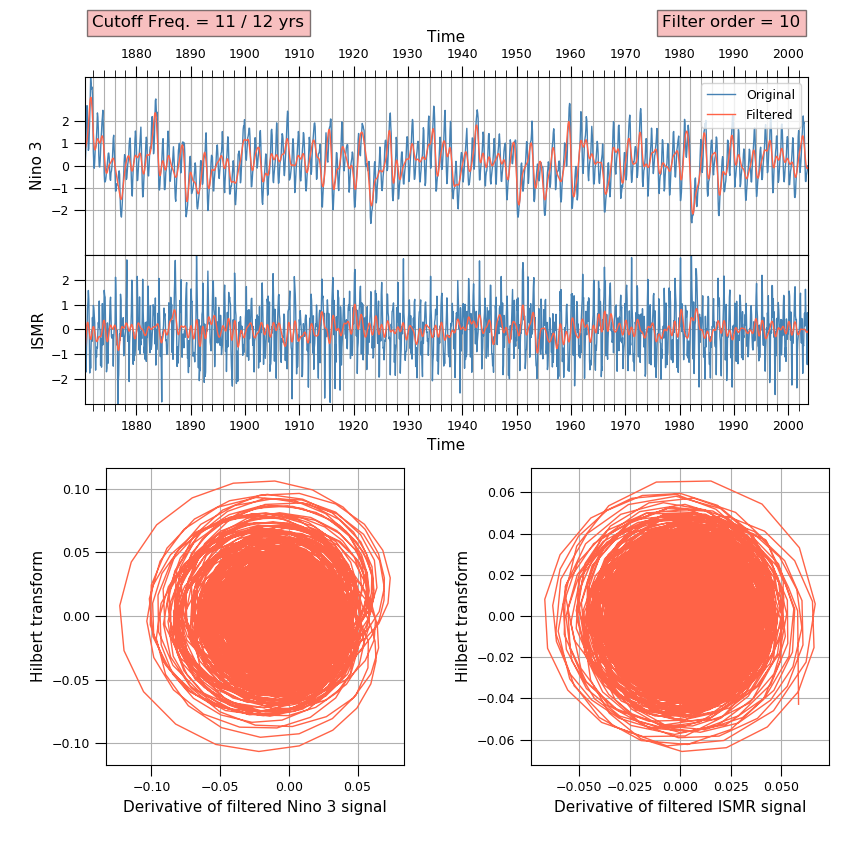 Cutoff Freq. = 11 / 12 yrs
Filter order = 10
Time
1880 1890 1900 1910 1920 1930 1940 1950 1960 1970 1980 1990 2000
Original
Filtered
Nino 3
2
1
0
−1
−2
ISMR
2
1
0
−1
−2
1880 1890 1900 1910 1920 1930 1940 1950 1960 1970 1980 1990 2000
Time
Hilbert transform
0.10
0.05
0.00
−0.05
−0.10
−0.10 −0.05 0.00 0.05
Derivative of filtered Nino 3 signal
Hilbert transform
0.06
0.04
0.02
0.00
−0.02
−0.04
−0.06
−0.050 −0.025 0.000 0.025 0.050
Derivative of filtered ISMR signal